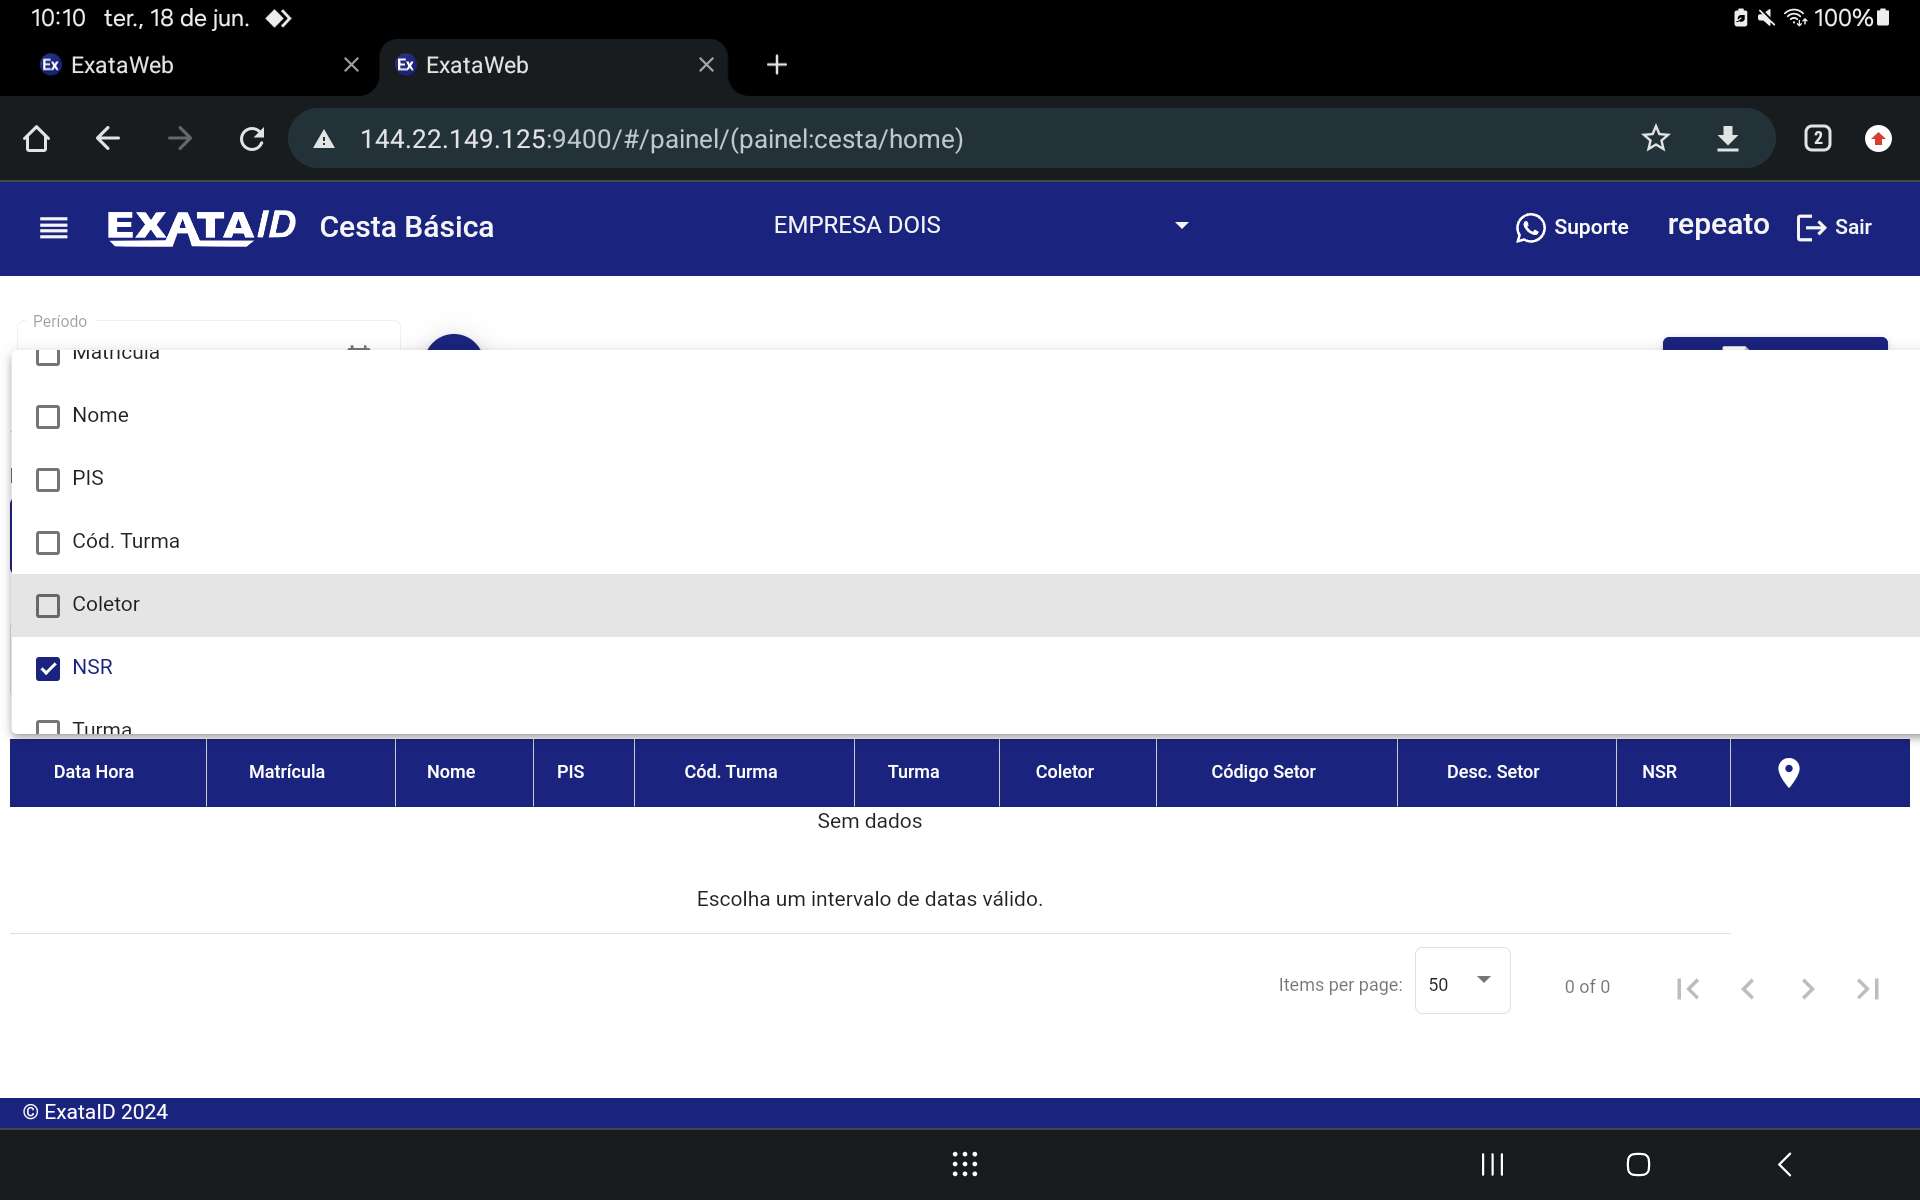 10:10 ter., 18 de jun. 100%
Ex ExataWeb Ex ExataWeb
144.22.149.125:9400/#/painel/(painel:cesta/home) 2
EXATAID Cesta Básica EMPRESA DOIS Suporte repeato Sair
Período
Matrícula
Nome
PIS
Cód. Turma
Coletor
NSR
Turma
Data Hora Matrícula Nome PIS Cód. Turma Turma Coletor Código Setor Desc. Setor NSR
Sem dados
Escolha um intervalo de datas válido.
Items per page: 50 0 of 0
© ExataID 2024